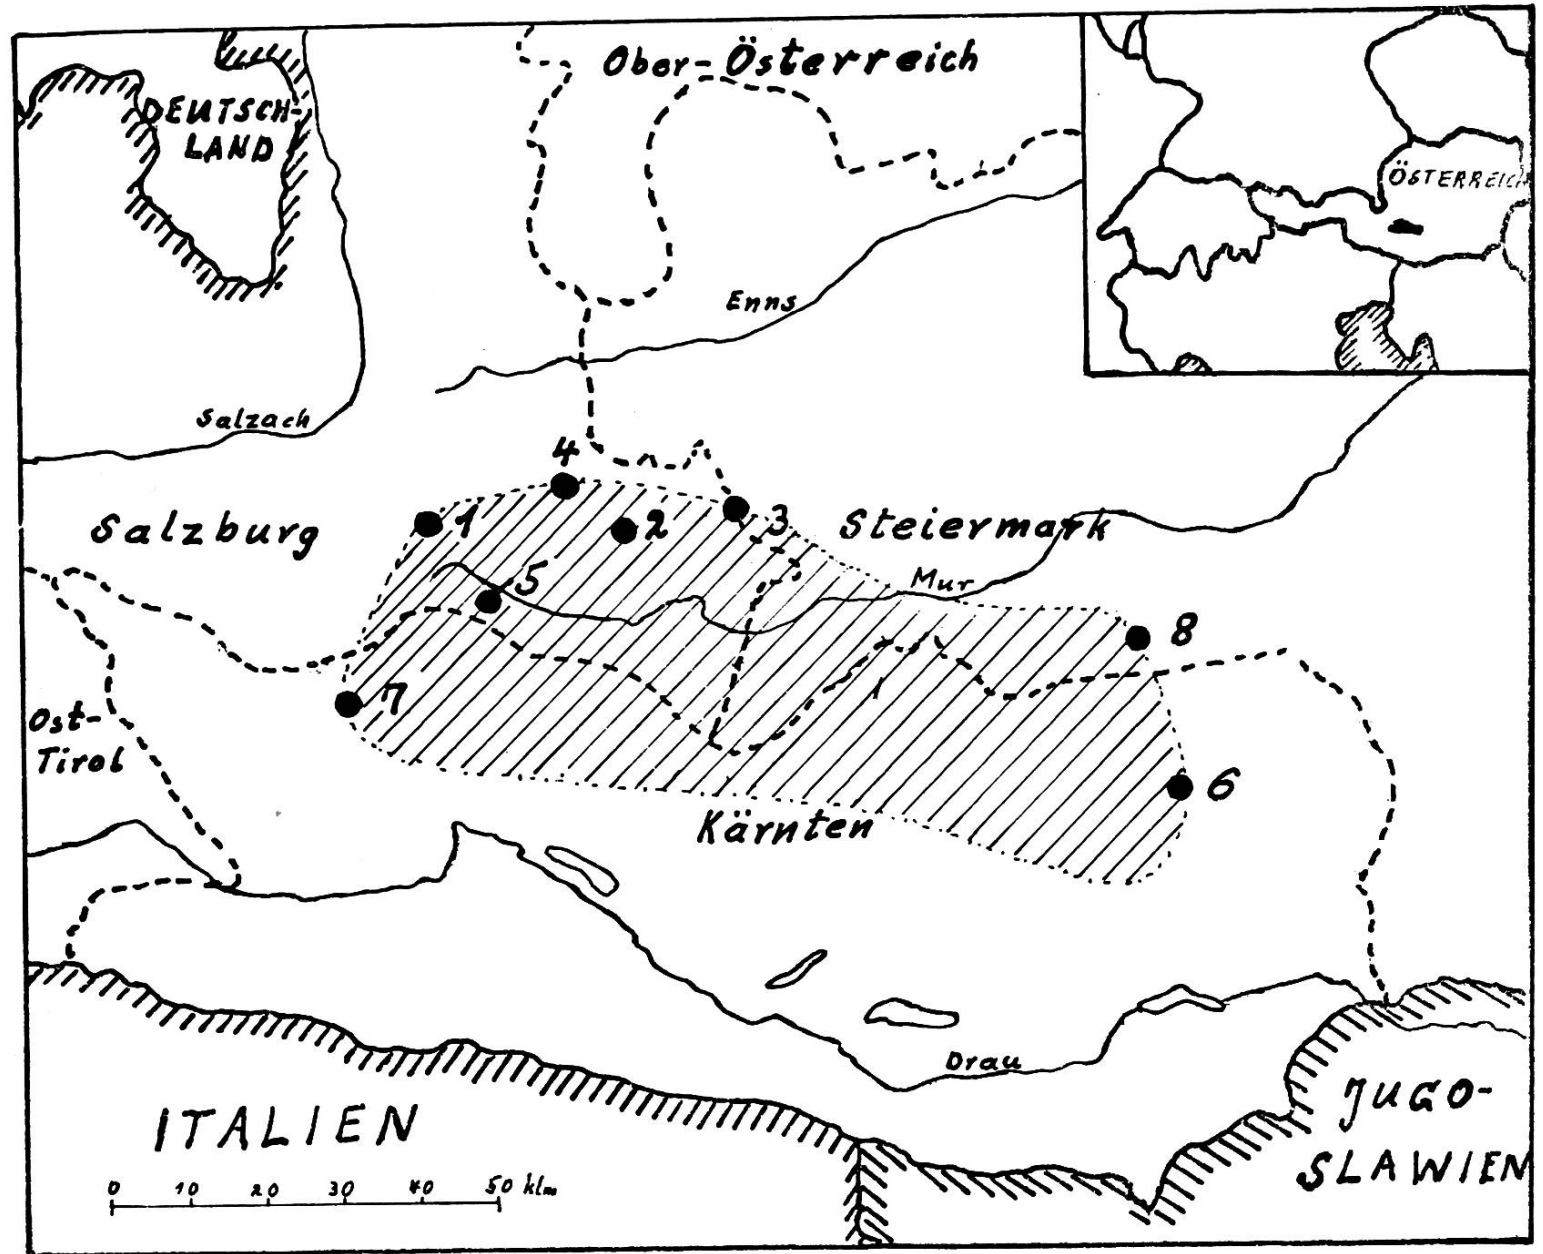 Ober-Österreich
DEUTSCH-
LAND
ÖSTERREICH
Enns
Salzach
4
1
2
3
Salzburg
Steiermark
Mur
5
8
7
Ost-
Tirol
6
Kärnten
Drau
ITALIEN
JUGO-
SLAWIEN
0 10 20 30 40 50 klm